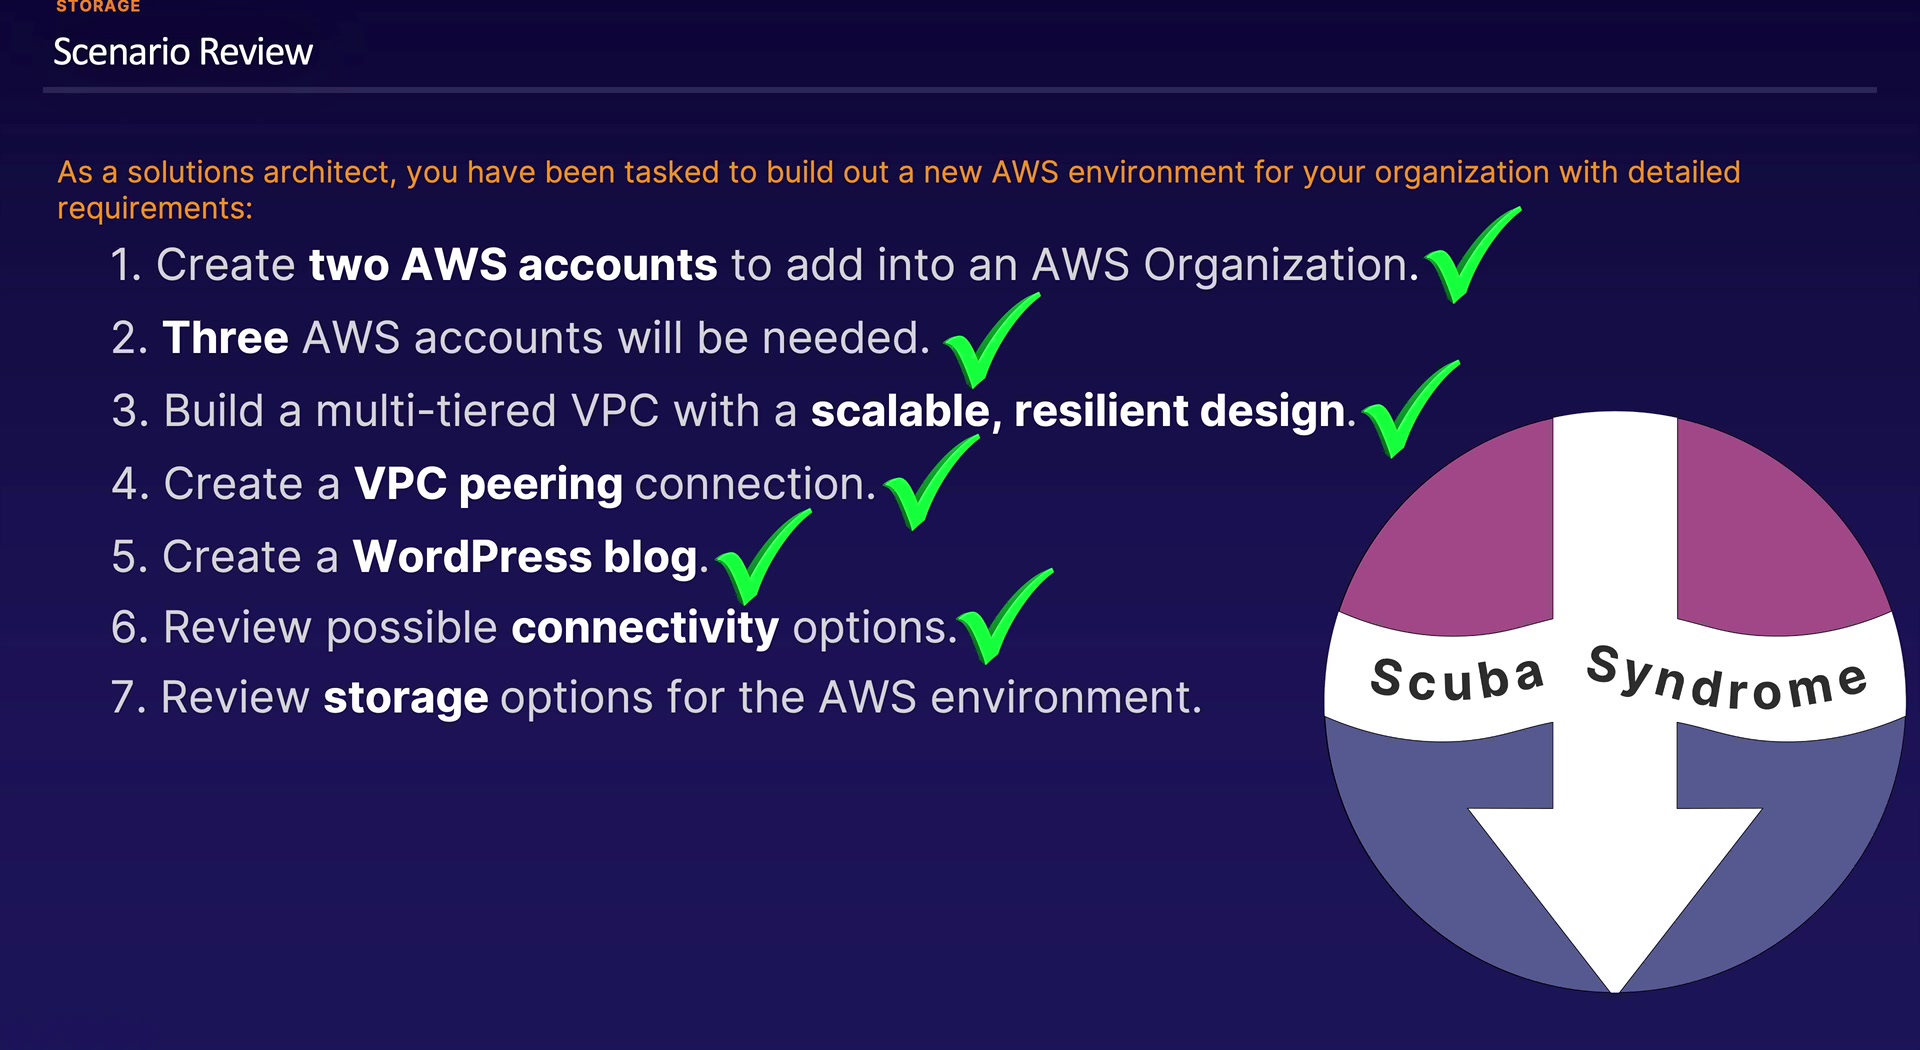 STORAGE
Scenario Review
As a solutions architect, you have been tasked to build out a new AWS environment for your organization with detailed
requirements:
1. Create two AWS accounts to add into an AWS Organization.
2. Three AWS accounts will be needed.
3. Build a multi-tiered VPC with a scalable, resilient design.
4. Create a VPC peering connection.
5. Create a WordPress blog.
6. Review possible connectivity options.
7. Review storage options for the AWS environment.
Scuba Syndrome